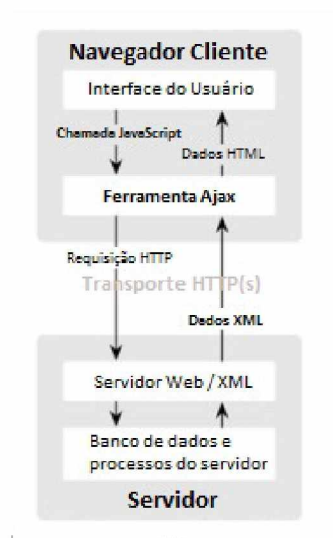 Navegador Cliente
Interface do Usuário
Chamada JavaScript
Dados HTML
Ferramenta Ajax
Requisição HTTP
Transporte HTTP(s)
Dados XML
Servidor Web / XML
Banco de dados e
processos do servidor
Servidor